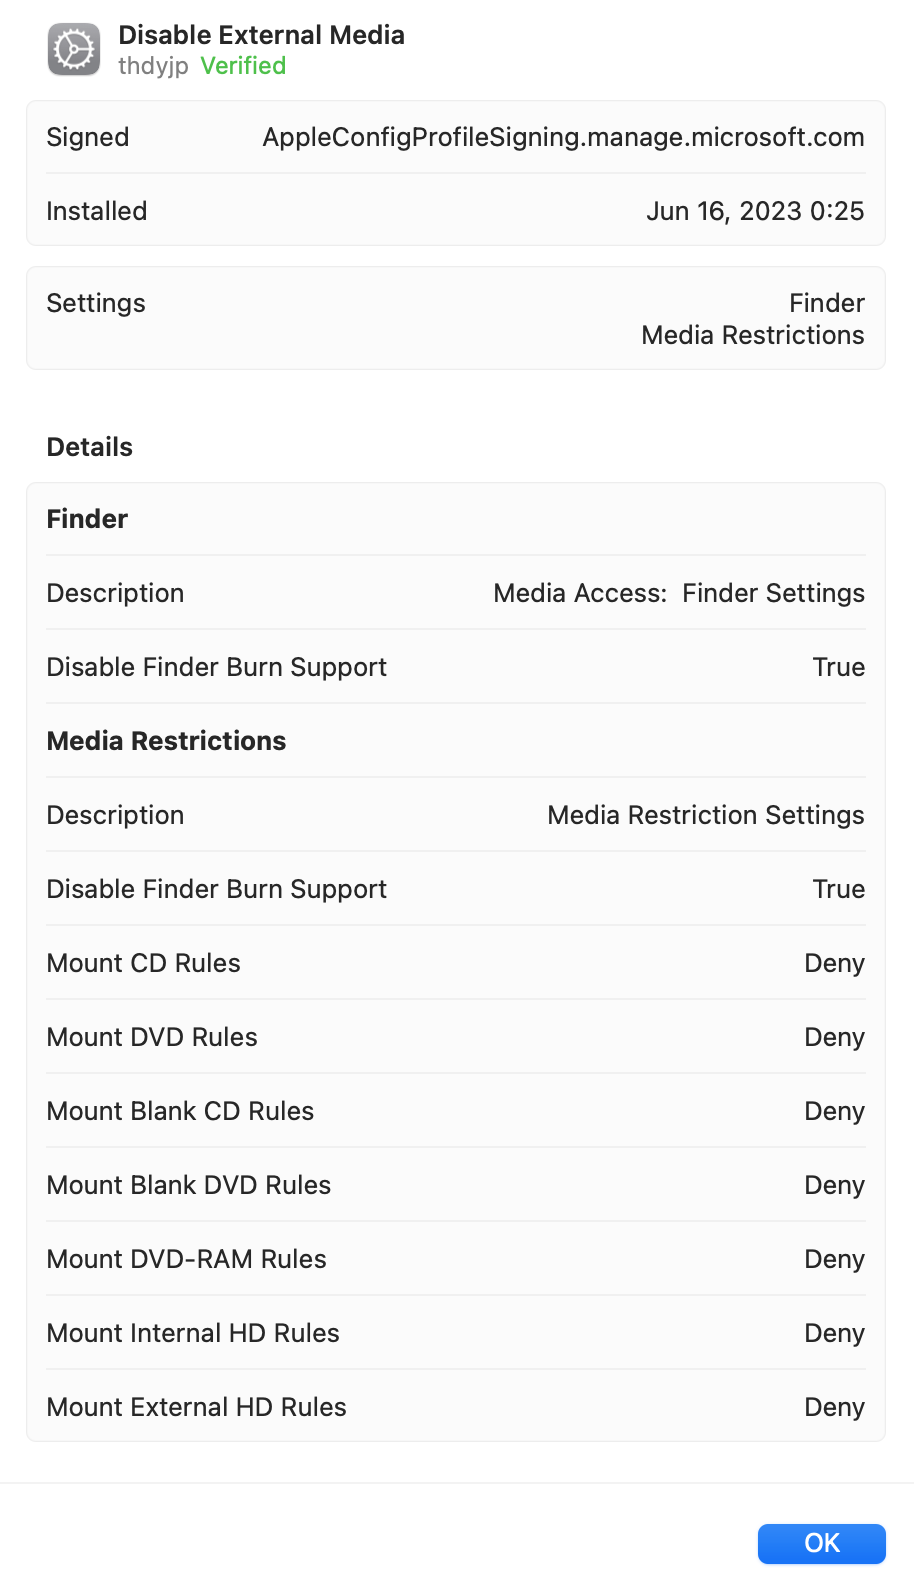 Disable External Media
thdyjp Verified
Signed AppleConfigProfileSigning.manage.microsoft.com
Installed Jun 16, 2023 0:25
Settings Finder
Media Restrictions
Details
Finder
Description Media Access:  Finder Settings
Disable Finder Burn Support True
Media Restrictions
Description Media Restriction Settings
Disable Finder Burn Support True
Mount CD Rules Deny
Mount DVD Rules Deny
Mount Blank CD Rules Deny
Mount Blank DVD Rules Deny
Mount DVD-RAM Rules Deny
Mount Internal HD Rules Deny
Mount External HD Rules Deny
OK